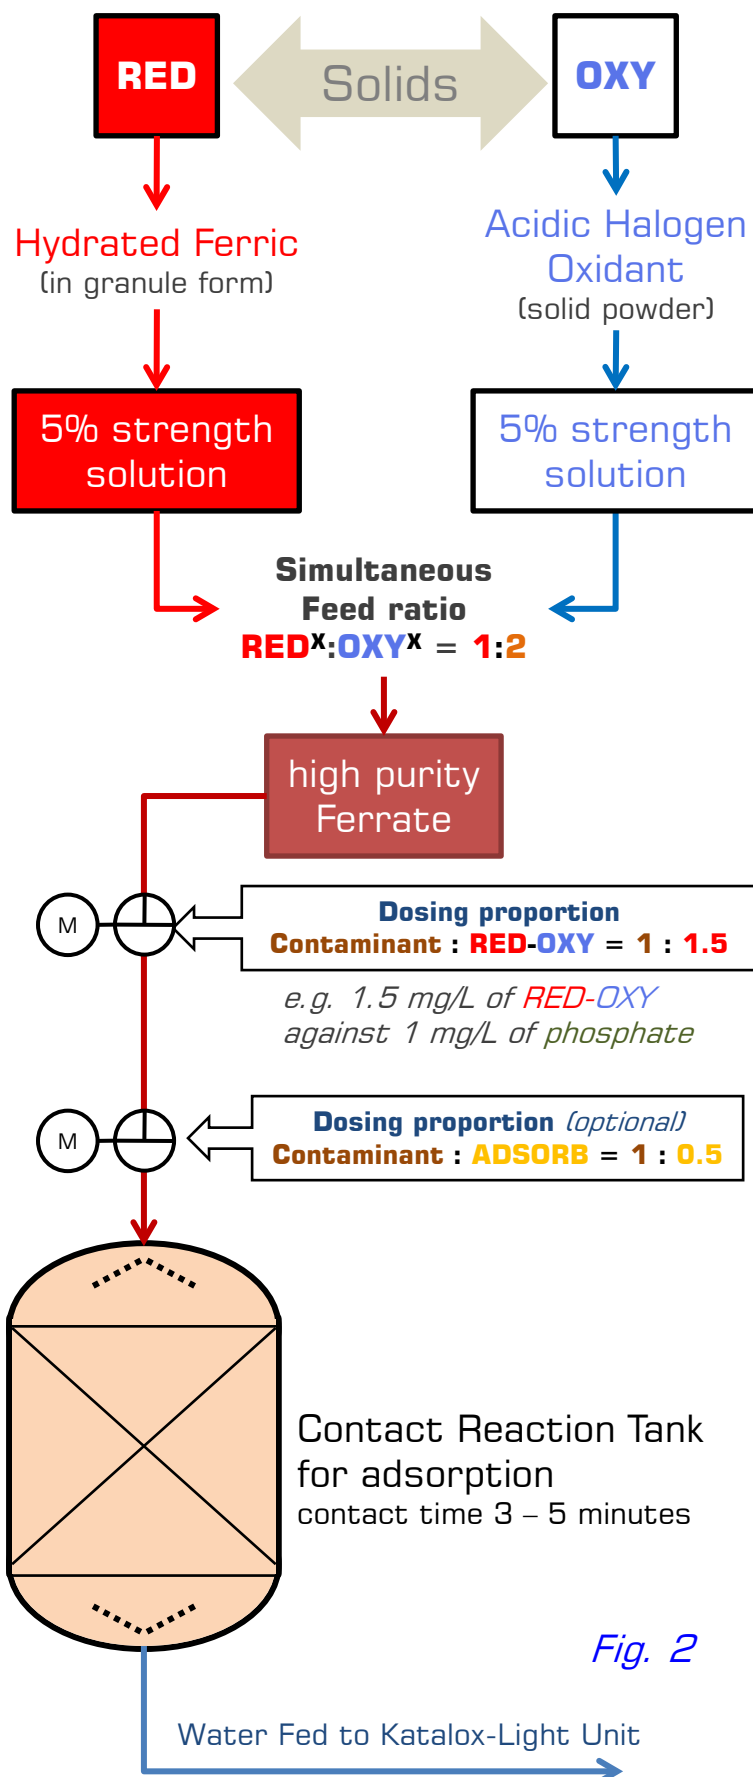 RED
Solids
OXY
Hydrated Ferric
(in granule form)
Acidic Halogen
Oxidant
(solid powder)
5% strength
solution
5% strength
solution
Simultaneous
Feed ratio
REDˣ:OXYˣ = 1:2
high purity
Ferrate
M
Dosing proportion
Contaminant : RED-OXY = 1 : 1.5
e.g. 1.5 mg/L of RED-OXY
against 1 mg/L of phosphate
M
Dosing proportion (optional)
Contaminant : ADSORB = 1 : 0.5
Contact Reaction Tank
for adsorption
contact time 3 – 5 minutes
Fig. 2
Water Fed to Katalox-Light Unit